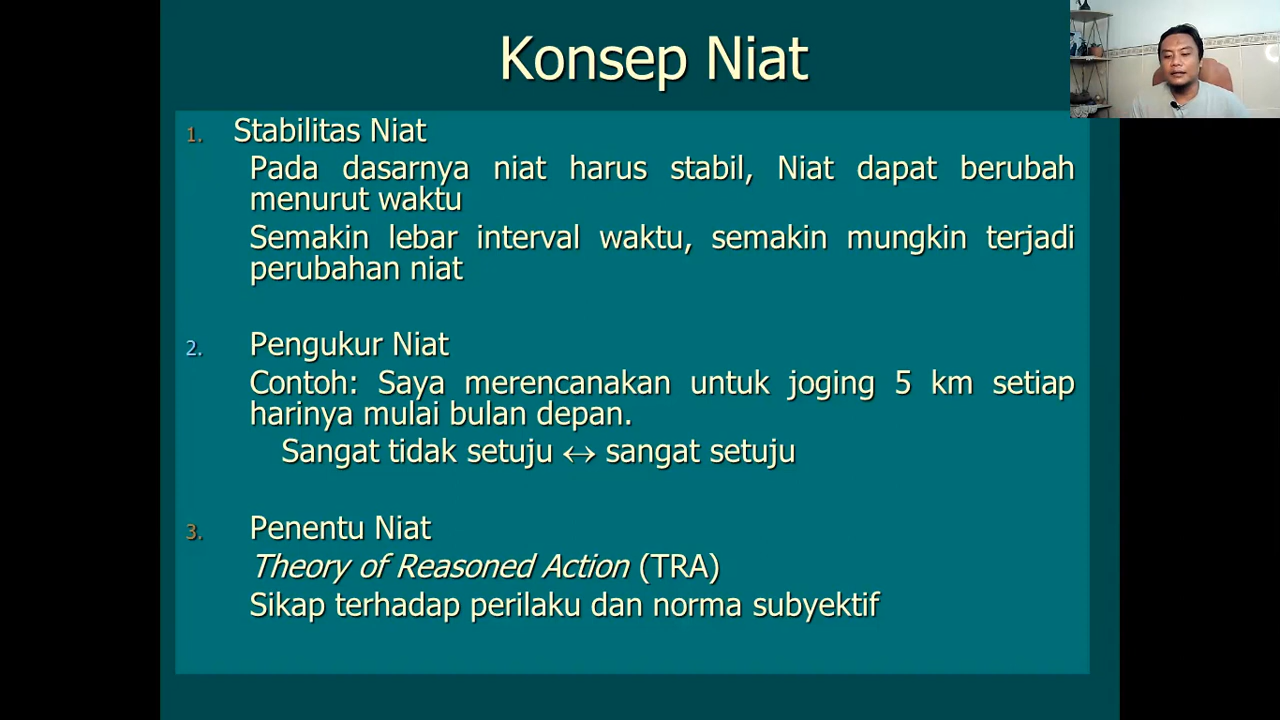 Konsep Niat
1. Stabilitas Niat
Pada dasarnya niat harus stabil, Niat dapat berubah
menurut waktu
Semakin lebar interval waktu, semakin mungkin terjadi
perubahan niat
2. Pengukur Niat
Contoh: Saya merencanakan untuk joging 5 km setiap
harinya mulai bulan depan.
Sangat tidak setuju ↔ sangat setuju
3. Penentu Niat
Theory of Reasoned Action (TRA)
Sikap terhadap perilaku dan norma subyektif